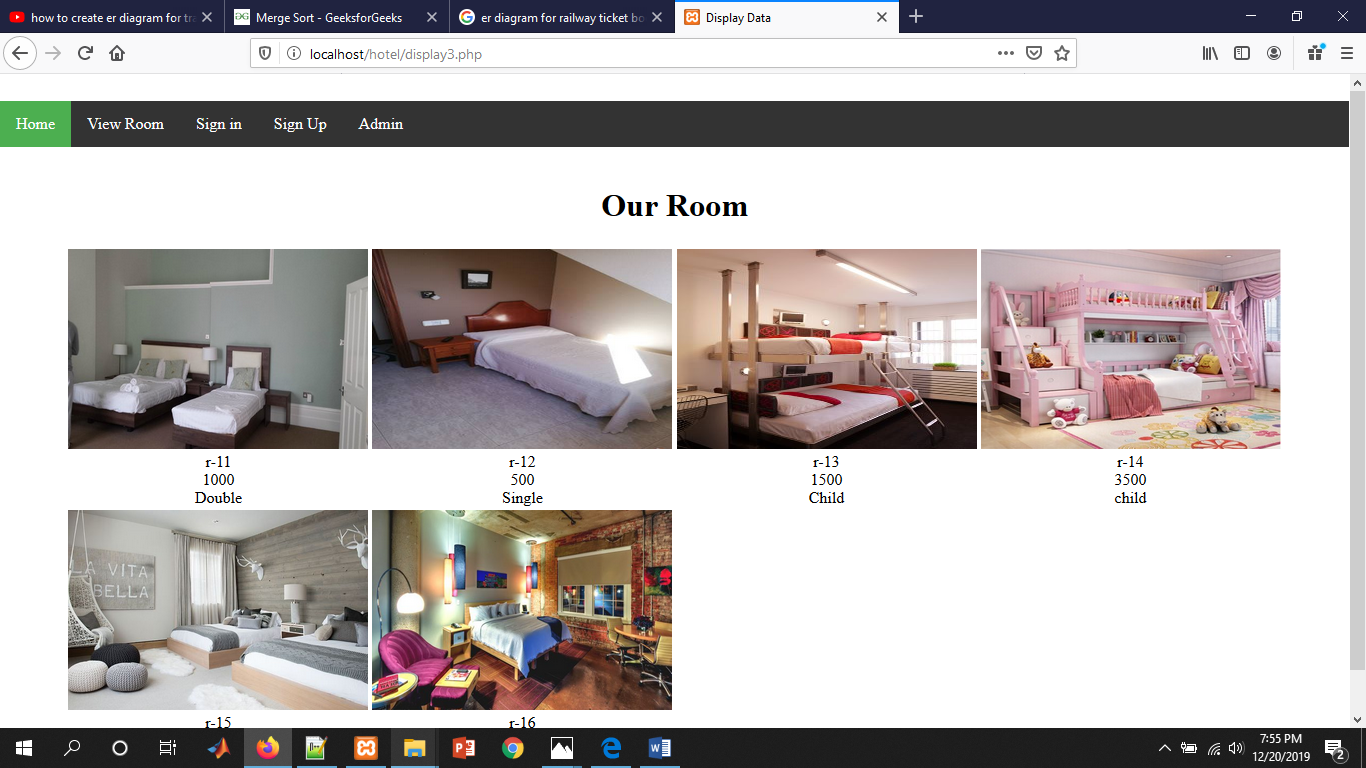 how to create er diagram for tra
Merge Sort - GeeksforGeeks
er diagram for railway ticket bo
Display Data
localhost/hotel/display3.php
Home
View Room
Sign in
Sign Up
Admin
Our Room
r-11
1000
Double
r-12
500
Single
r-13
1500
Child
r-14
3500
child
LA VITA
BELLA
r-15
r-16
7:55 PM
12/20/2019
2